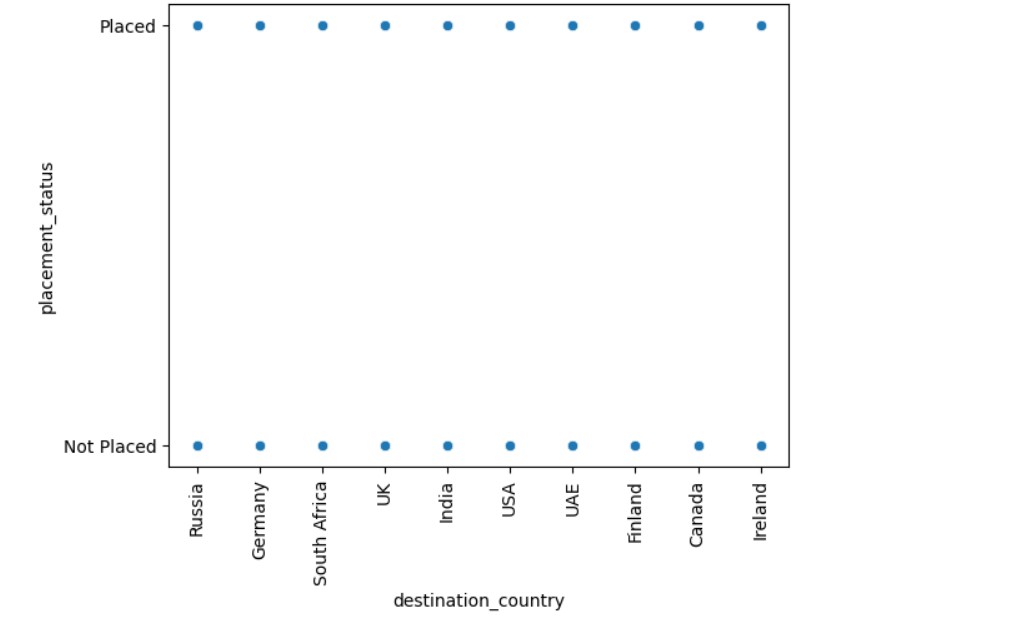 Placed
placement_status
Not Placed
Russia
Germany
South Africa
UK
India
USA
UAE
Finland
Canada
Ireland
destination_country